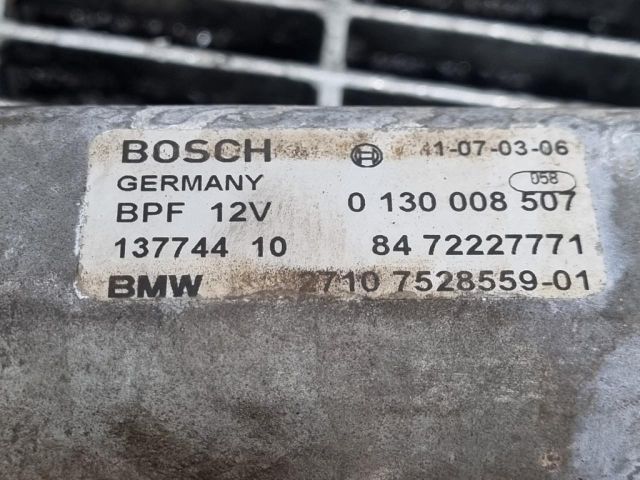 BOSCH 41-07-03-06
GERMANY 058
BPF 12V 0 130 008 507
137744 10 84 72227771
BMW 2710 7528559-01